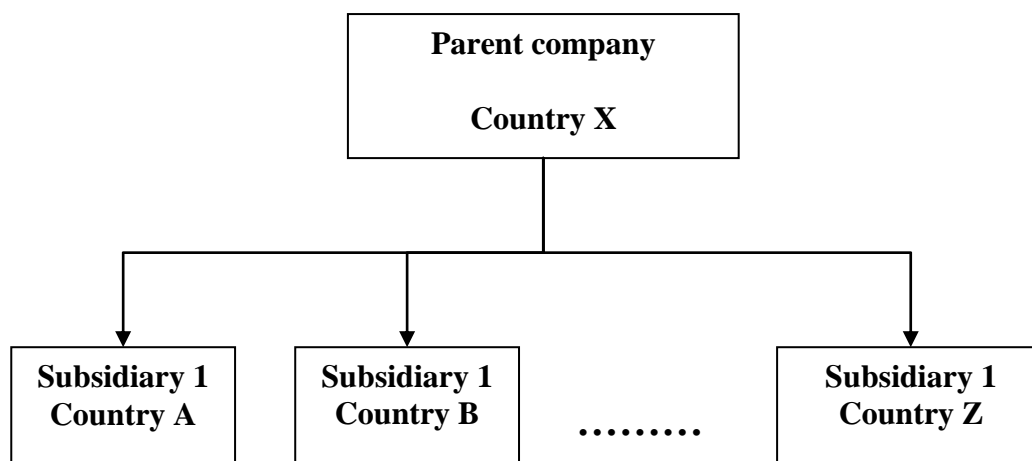 Parent company
Country X
Subsidiary 1
Country A
Subsidiary 1
Country B
.........
Subsidiary 1
Country Z